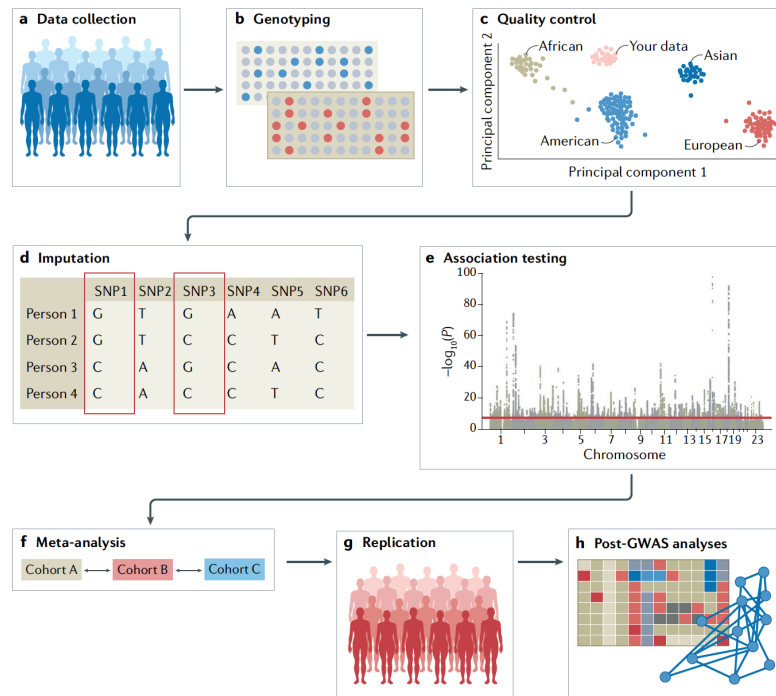 a Data collection
b Genotyping
c Quality control
Principal component 2
African
Your data
Asian
American
European
Principal component 1
d Imputation
SNP1 SNP2 SNP3 SNP4 SNP5 SNP6
Person 1 G T G A A T
Person 2 G T C C T C
Person 3 C A G C A C
Person 4 C A C C T C
e Association testing
−log10(P)
100
80
60
40
20
0
1 3 5 7 9 11 13 15 17 19 23
Chromosome
f Meta-analysis
Cohort A Cohort B Cohort C
g Replication
h Post-GWAS analyses